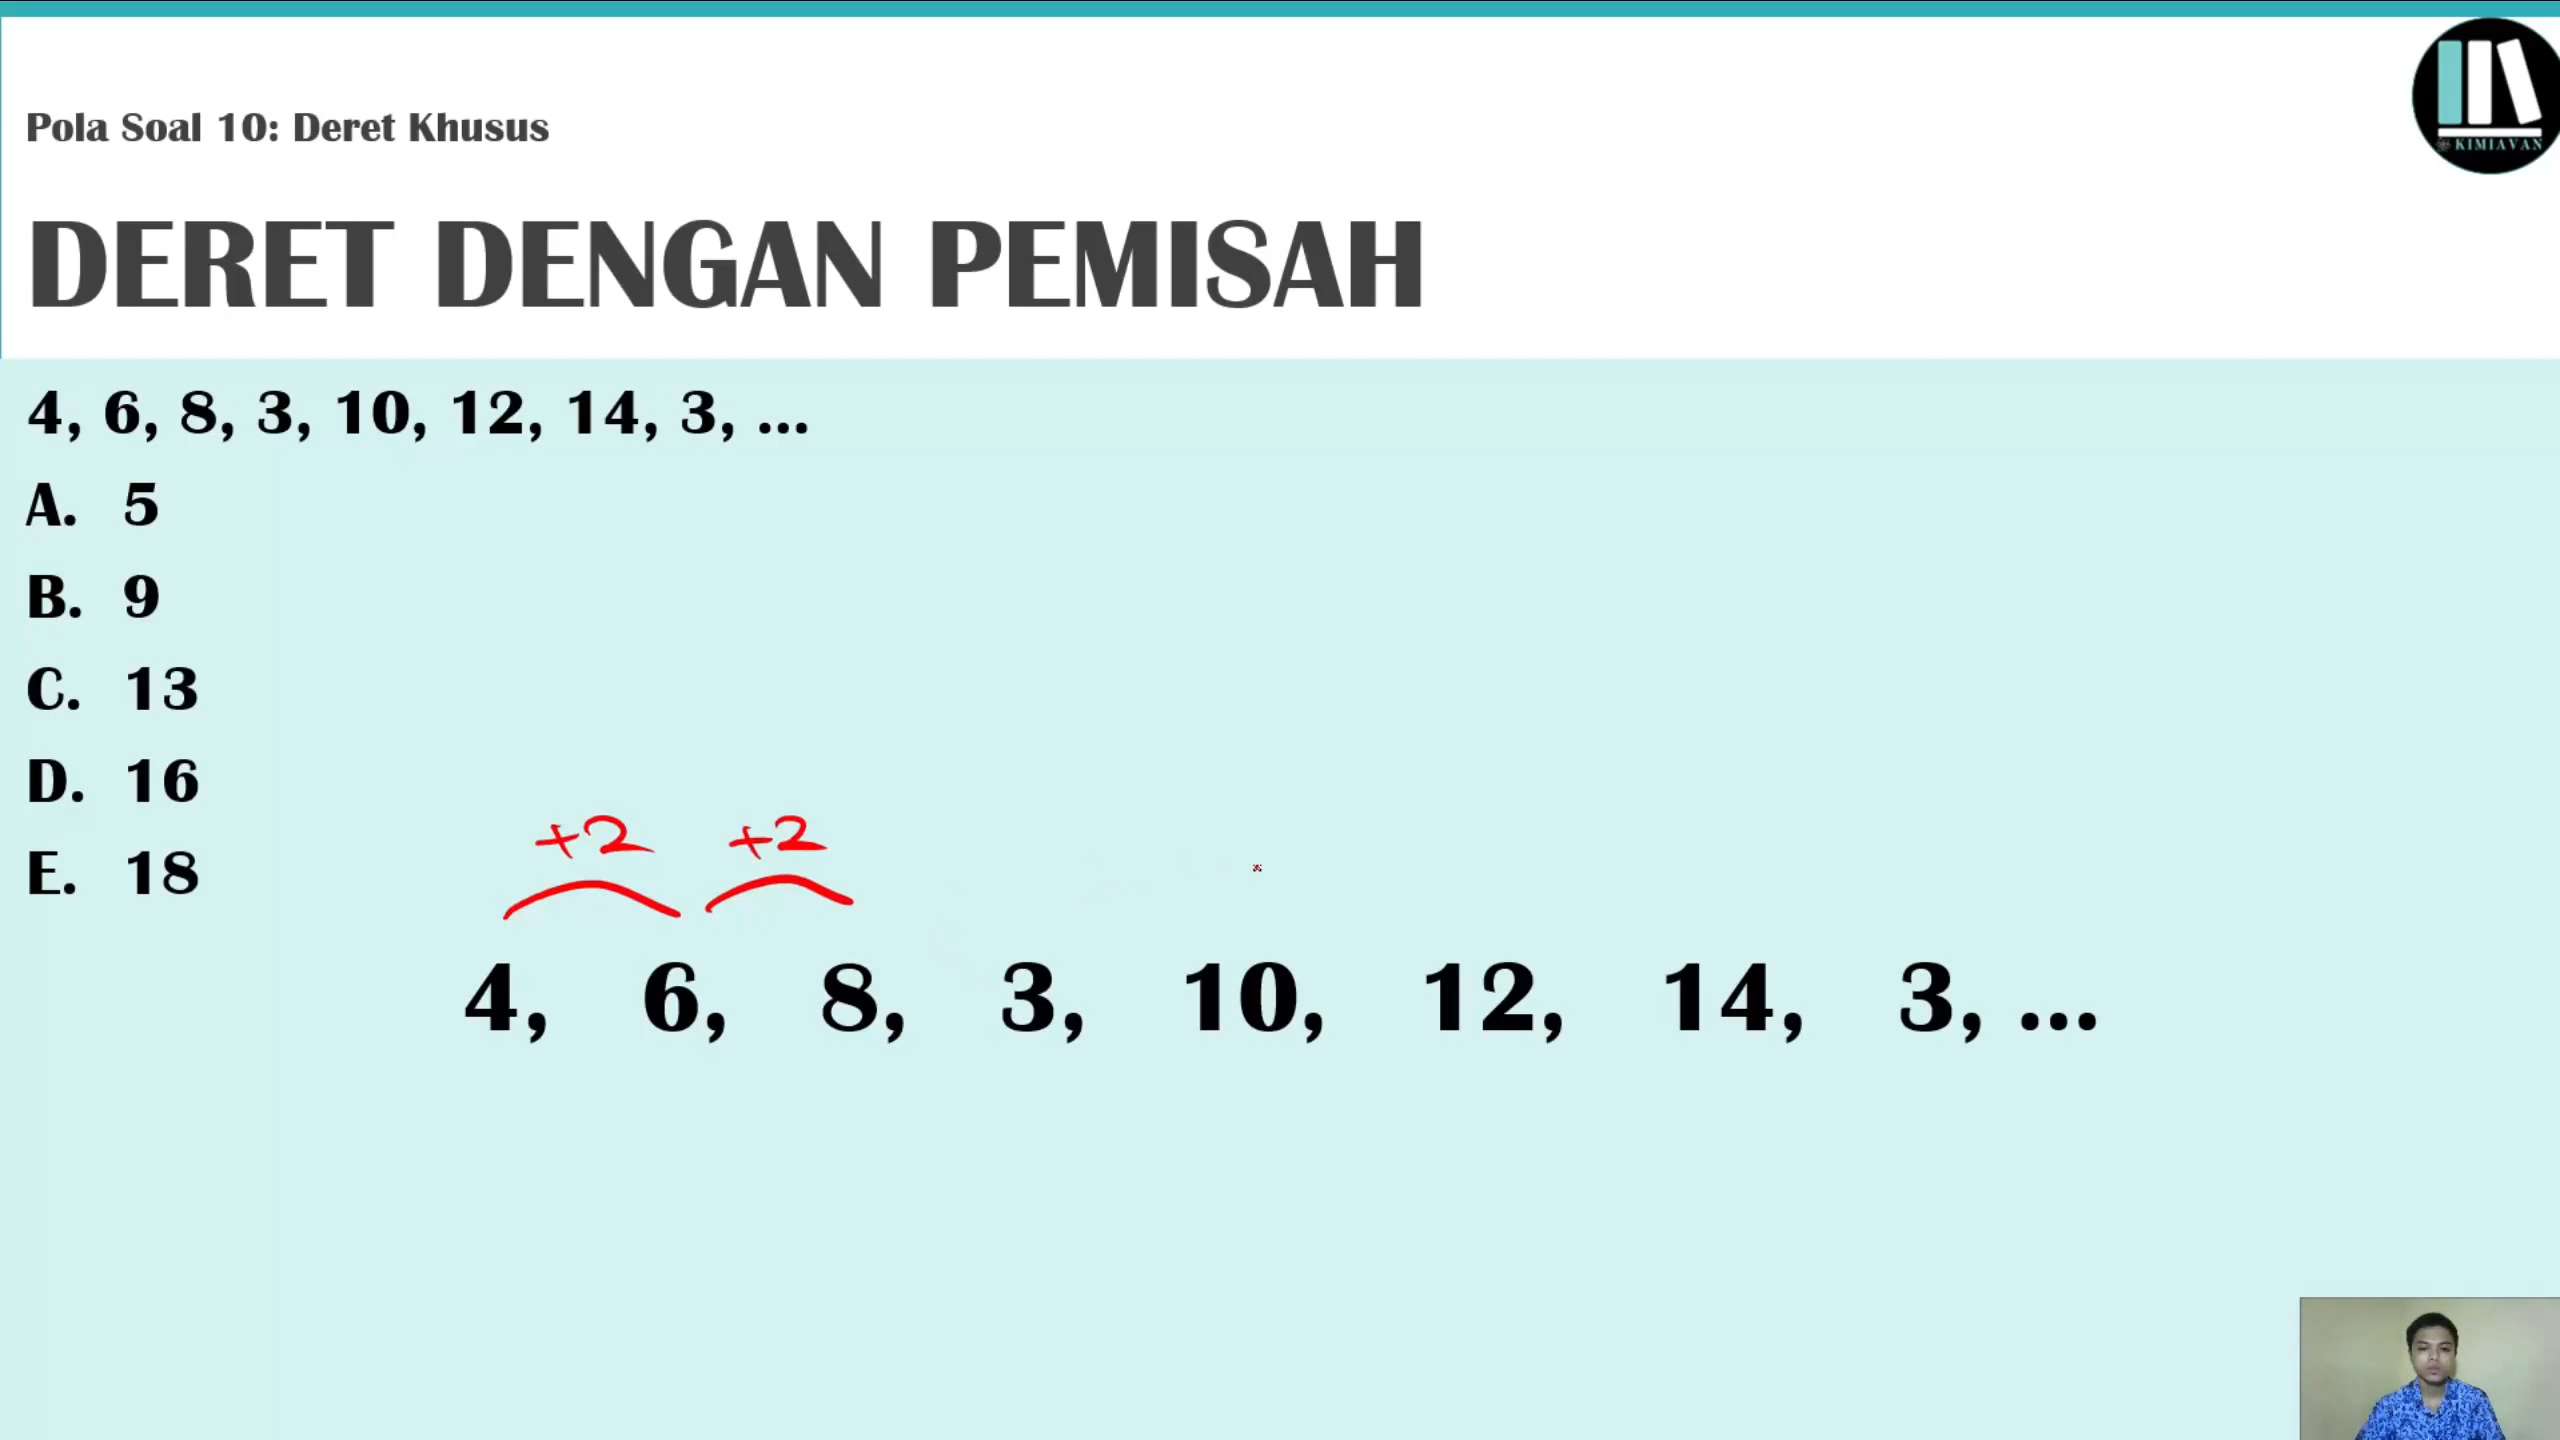 KIMIAVAN
Pola Soal 10: Deret Khusus
DERET DENGAN PEMISAH
4, 6, 8, 3, 10, 12, 14, 3, ...
A. 5
B. 9
C. 13
D. 16
E. 18
+2 +2
4, 6, 8, 3, 10, 12, 14, 3, ...